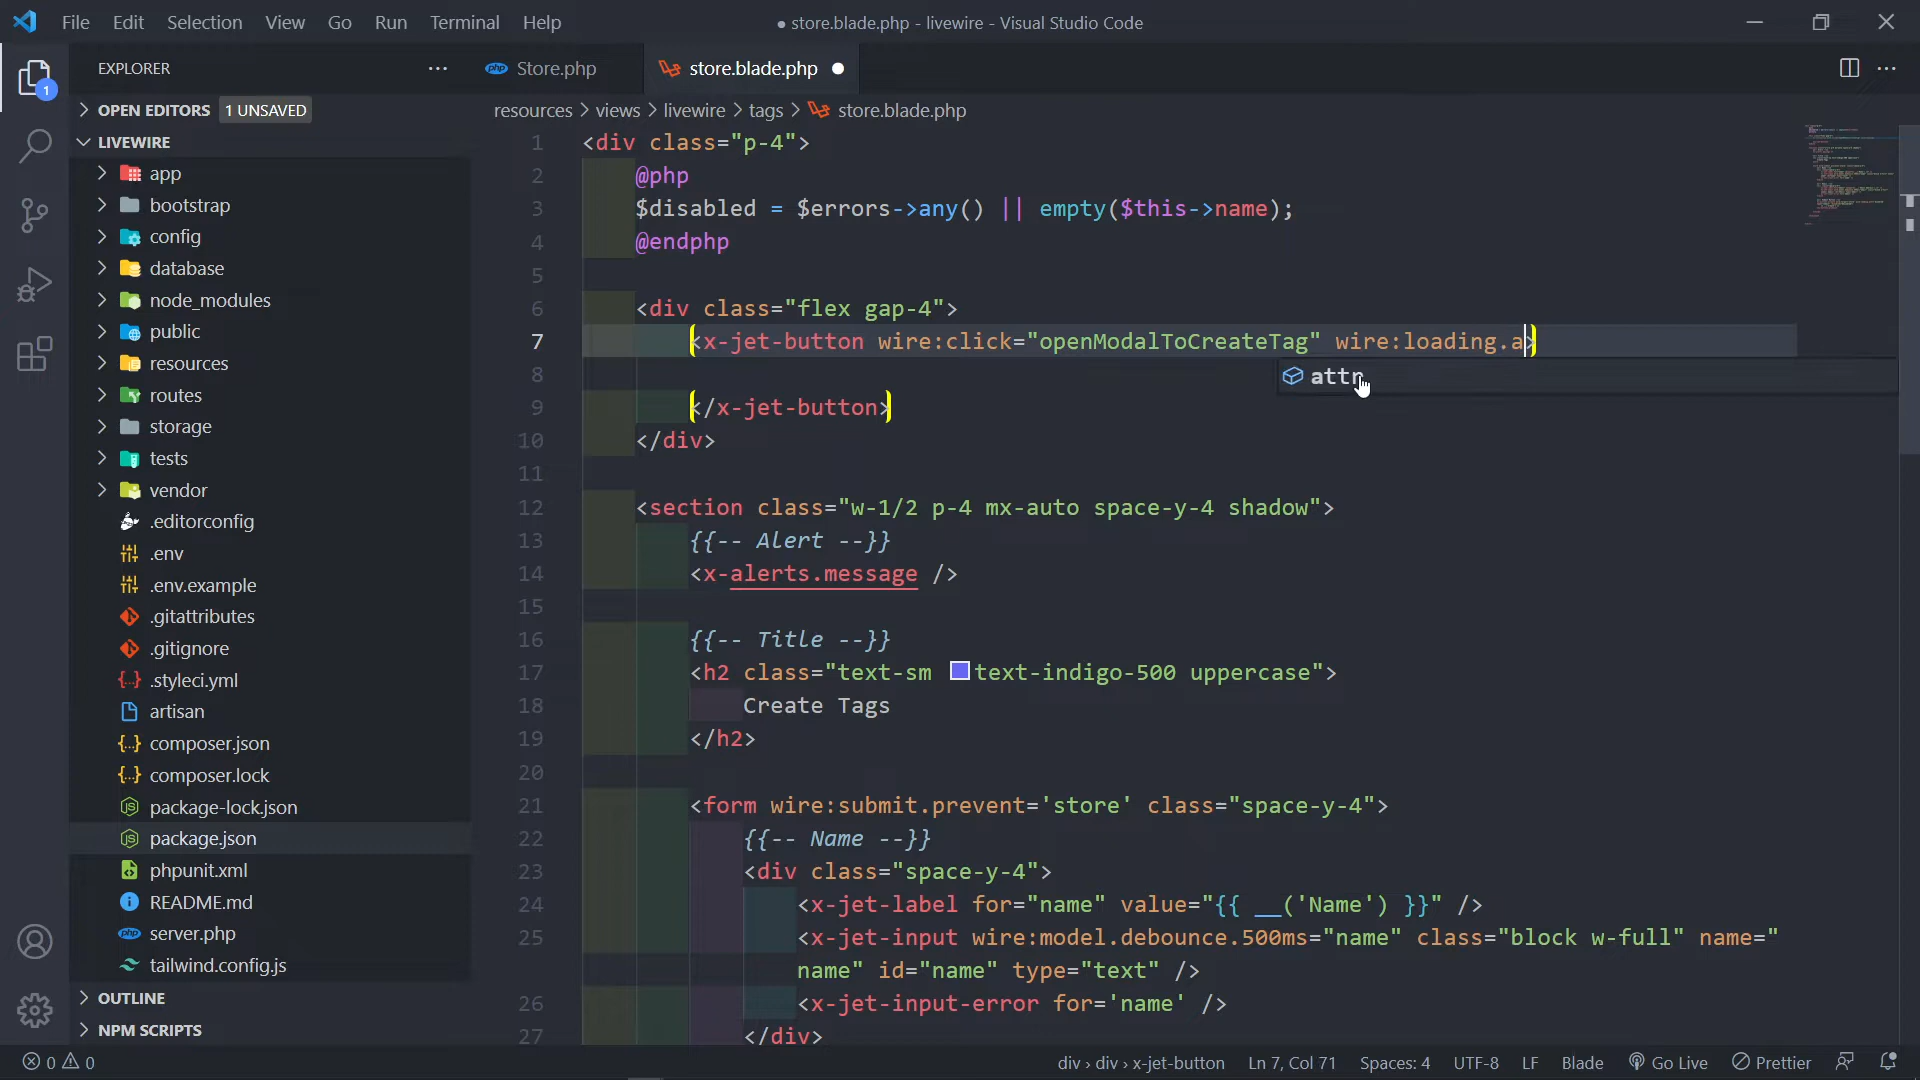 File Edit Selection View Go Run Terminal Help
● store.blade.php - livewire - Visual Studio Code
EXPLORER
Store.php
store.blade.php
1
OPEN EDITORS 1 UNSAVED
resources > views > livewire > tags > store.blade.php
LIVEWIRE
app
bootstrap
config
database
node_modules
public
resources
routes
storage
tests
vendor
.editorconfig
.env
.env.example
.gitattributes
.gitignore
.styleci.yml
artisan
composer.json
composer.lock
package-lock.json
package.json
phpunit.xml
README.md
server.php
tailwind.config.js
OUTLINE
NPM SCRIPTS
1 <div class="p-4">
2 @php
3 $disabled = $errors->any() || empty($this->name);
4 @endphp
5
6 <div class="flex gap-4">
7 <x-jet-button wire:click="openModalToCreateTag" wire:loading.a>
attr
8
9 </x-jet-button>
10 </div>
11
12 <section class="w-1/2 p-4 mx-auto space-y-4 shadow">
13 {{-- Alert --}}
14 <x-alerts.message />
15
16 {{-- Title --}}
17 <h2 class="text-sm text-indigo-500 uppercase">
18 Create Tags
19 </h2>
20
21 <form wire:submit.prevent='store' class="space-y-4">
22 {{-- Name --}}
23 <div class="space-y-4">
24 <x-jet-label for="name" value="{{ __('Name') }}" />
25 <x-jet-input wire:model.debounce.500ms="name" class="block w-full" name="
name" id="name" type="text" />
26 <x-jet-input-error for='name' />
27 </div>
0 0 div › div › x-jet-button Ln 7, Col 71 Spaces: 4 UTF-8 LF Blade Go Live Prettier